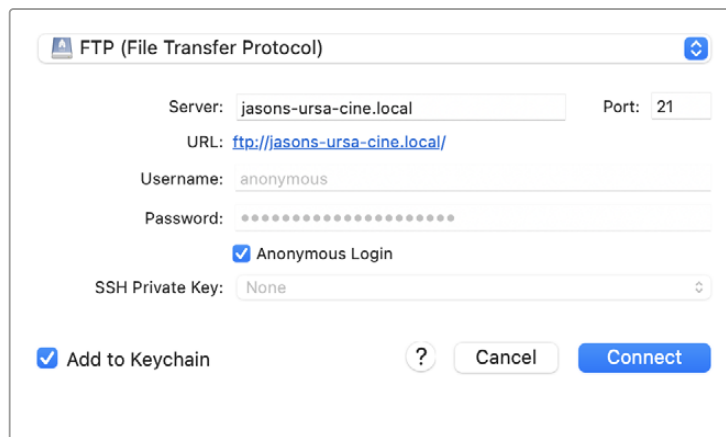 FTP (File Transfer Protocol)
Server: jasons-ursa-cine.local Port: 21
URL: ftp://jasons-ursa-cine.local/
Username: anonymous
Password: ●●●●●●●●●●●●●●●●●●●●●
Anonymous Login
SSH Private Key: None
Add to Keychain ? Cancel Connect